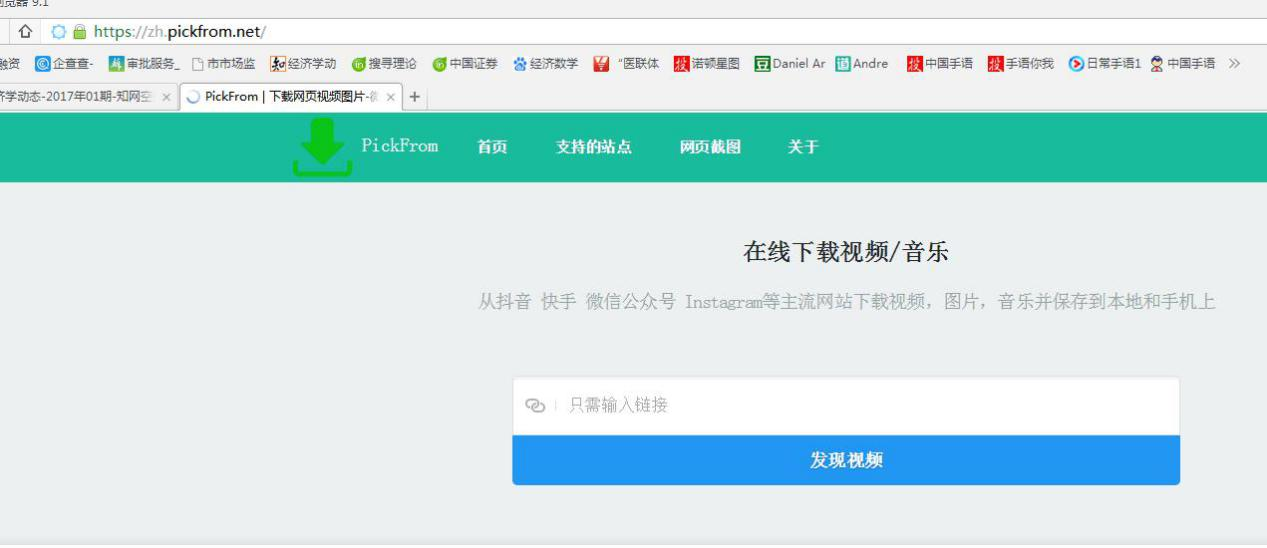 浏览器 9.1
https://zh.pickfrom.net/
融资 企查查- 审批服务_ 市市场监 经济学动 搜寻理论 中国证券 经济数学 “医联体 诺顿星图 Daniel Ar Andre 中国手语 手语你我 日常手语1 中国手语
济学动态-2017年01期-知网空 PickFrom | 下载网页视频图片-微
PickFrom 首页 支持的站点 网页截图 关于
在线下载视频/音乐
从抖音 快手 微信公众号 Instagram等主流网站下载视频，图片，音乐并保存到本地和手机上
只需输入链接
发现视频